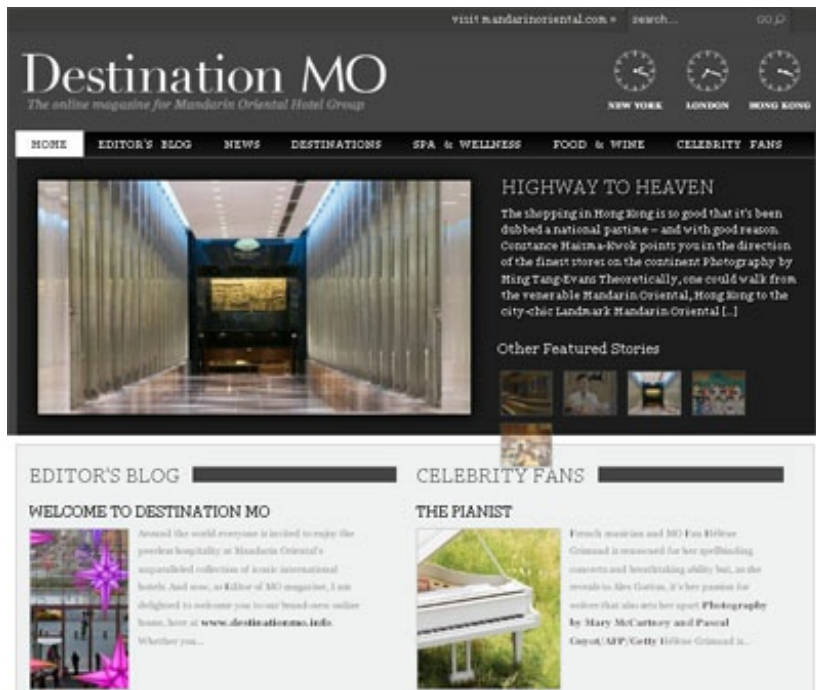 visit mandarinoriental.com »
search...
GO
Destination MO
The online magazine for Mandarin Oriental Hotel Group
NEW YORK
LONDON
HONG KONG
HOME
EDITOR'S BLOG
NEWS
DESTINATIONS
SPA & WELLNESS
FOOD & WINE
CELEBRITY FANS
HIGHWAY TO HEAVEN
The shopping in Hong Kong is so good that it's been
dubbed a national pastime – and with good reason.
Constance Haisma-Kwok points you in the direction
of the finest stores on the continent Photography by
Ming Tang-Evans Theoretically, one could walk from
the venerable Mandarin Oriental, Hong Kong to the
city-chic Landmark Mandarin Oriental [...]
Other Featured Stories
EDITOR'S BLOG
WELCOME TO DESTINATION MO
Around the world everyone is invited to enjoy the
peerless hospitality at Mandarin Oriental's
unparalleled collection of iconic international
hotels. And now, as Editor of MO magazine, I am
delighted to welcome you to our brand-new online
home, here at www.destinationmo.info.
Whether you...
CELEBRITY FANS
THE PIANIST
French musician and MO Fan Hélène
Grimaud is renowned for her spellbinding
concerts and breathtaking ability but, as she
reveals to Alex Gorton, it's her passion for
wolves that also sets her apart Photography
by Mary McCartney and Pascal
Guyot/AFP/Getty Hélène Grimaud is...